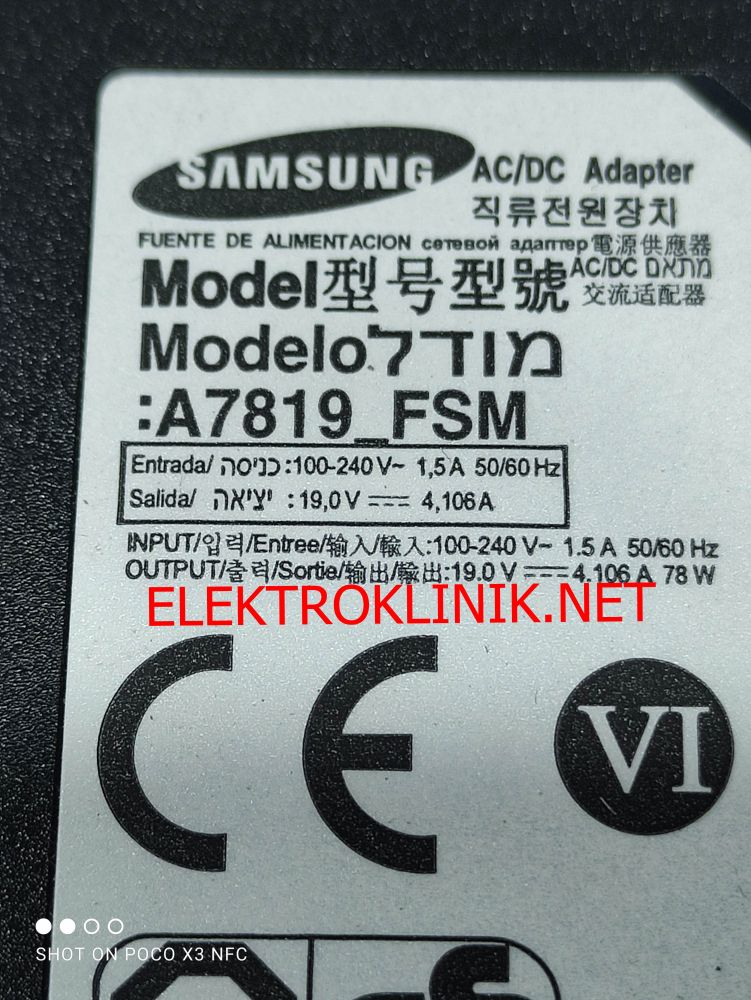 SAMSUNG AC/DC Adapter
직류전원장치
FUENTE DE ALIMENTACION сетевой адаптер 電源供應器
Model型号型號 AC/DC מתאם
交流适配器
Modelo מודל
:A7819_FSM
Entrada/ כניסה :100-240 V~ 1,5 A 50/60 Hz
Salida/ יציאה :19,0 V ⎓ 4,106 A
INPUT/입력/Entree/输入/輸入:100-240 V~ 1.5 A 50/60 Hz
OUTPUT/출력/Sortie/输出/輸出:19.0 V ⎓ 4.106 A 78 W
ELEKTROKLINIK.NET
CE VI
SHOT ON POCO X3 NFC